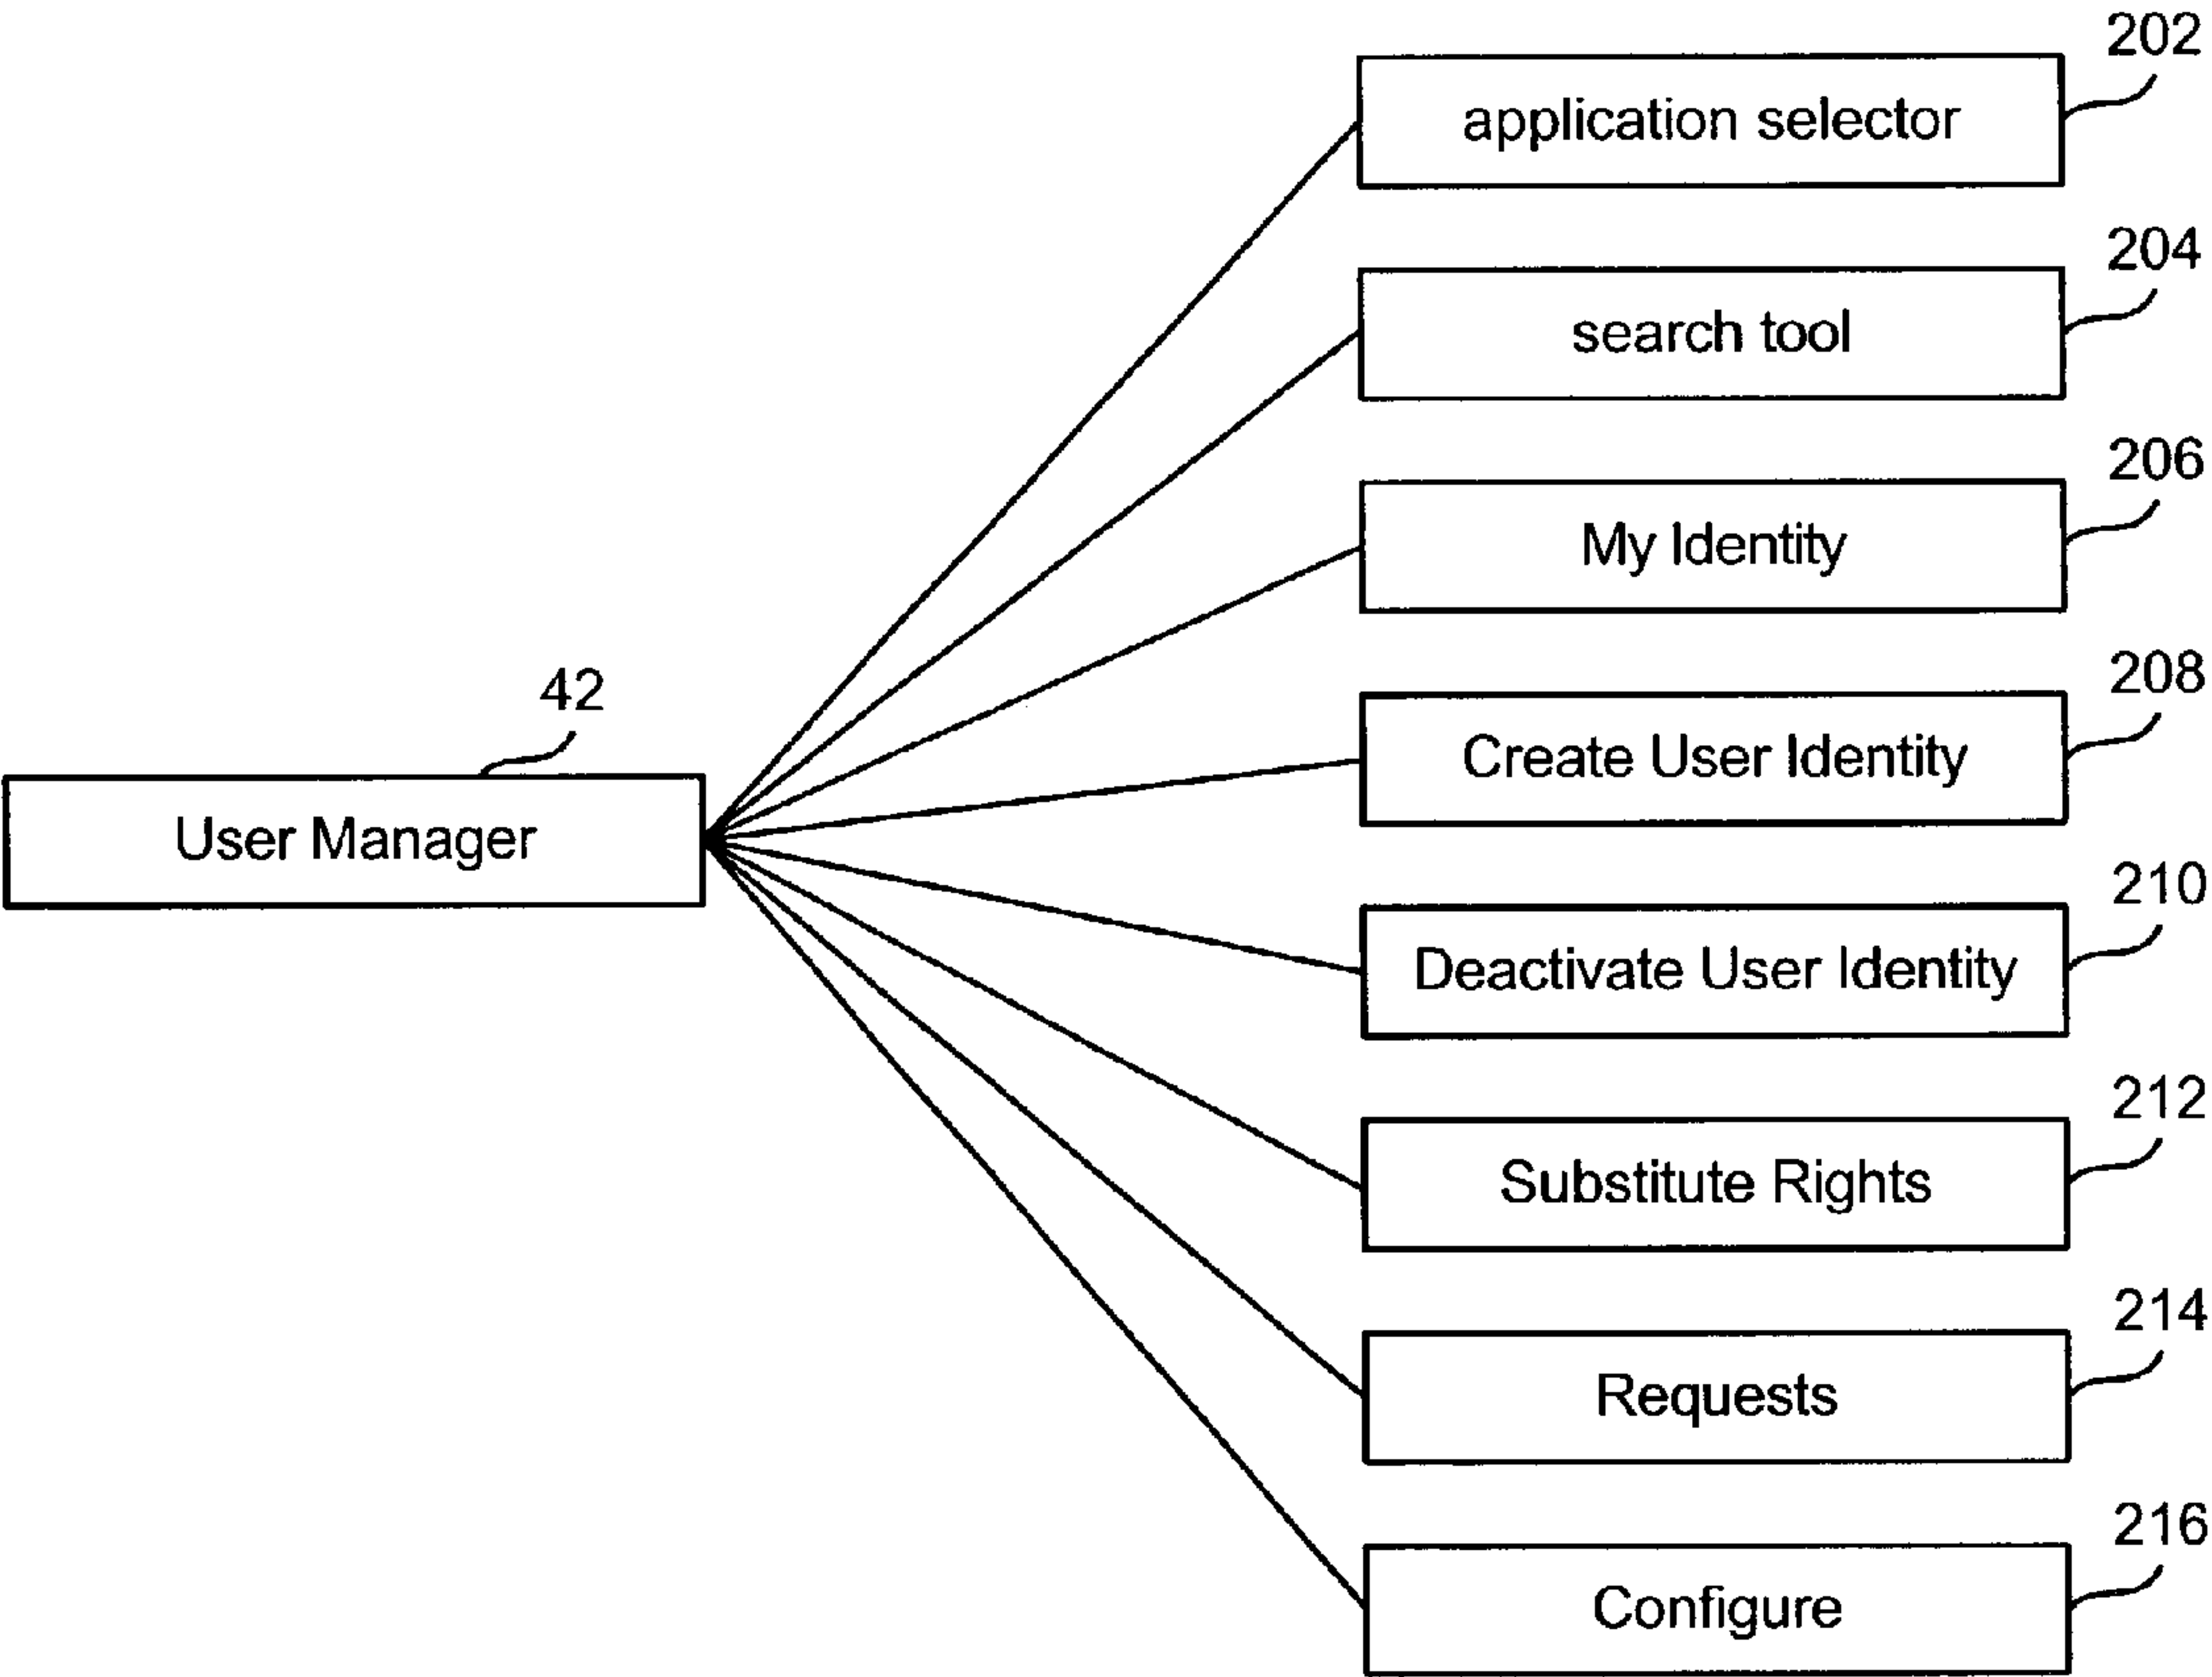 202
application selector
204
search tool
206
My Identity
208
Create User Identity
42
User Manager
210
Deactivate User Identity
212
Substitute Rights
214
Requests
216
Configure